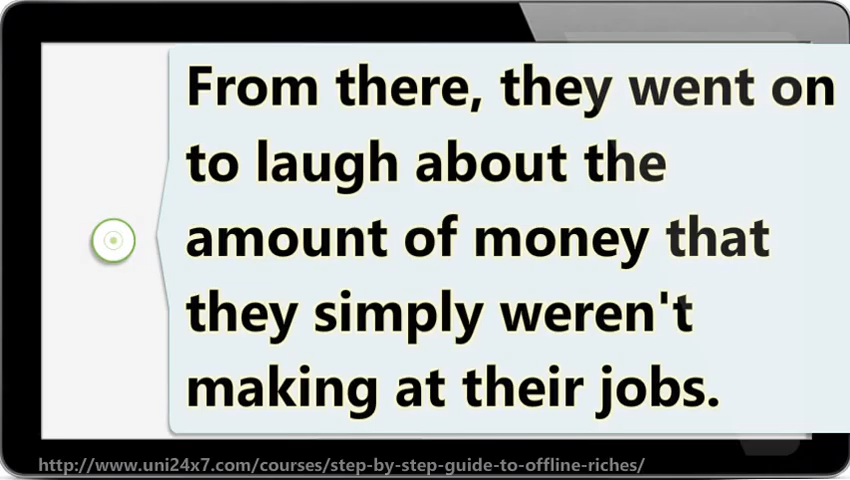 From there, they went on
to laugh about the
amount of money that
they simply weren't
making at their jobs.
http://www.uni24x7.com/courses/step-by-step-guide-to-offline-riches/